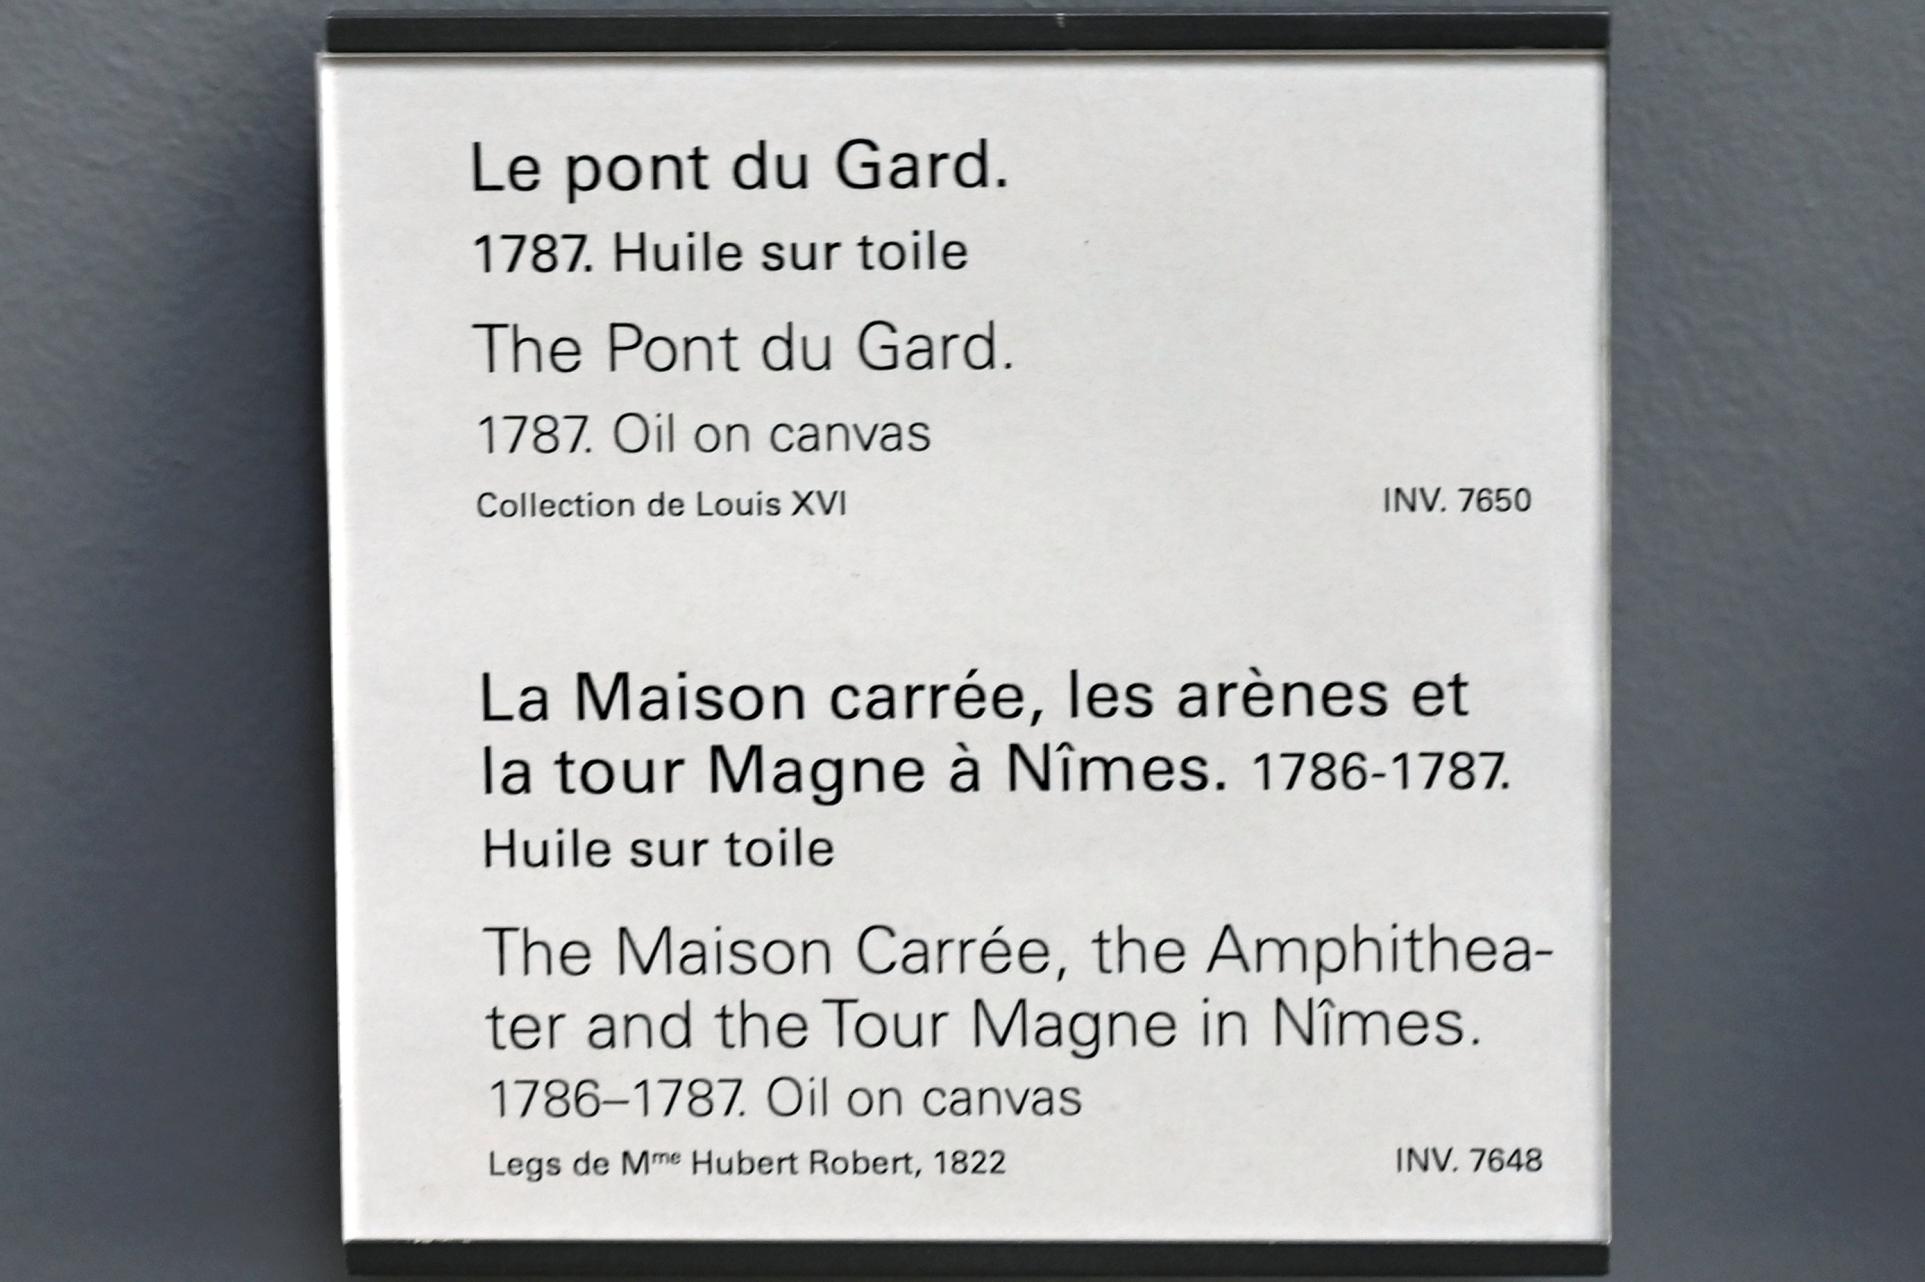 Le pont du Gard.
1787. Huile sur toile
The Pont du Gard.
1787. Oil on canvas
Collection de Louis XVI
INV. 7650
La Maison carrée, les arènes et
la tour Magne à Nîmes. 1786-1787.
Huile sur toile
The Maison Carrée, the Amphithea-
ter and the Tour Magne in Nîmes.
1786–1787. Oil on canvas
Legs de Mme Hubert Robert, 1822
INV. 7648